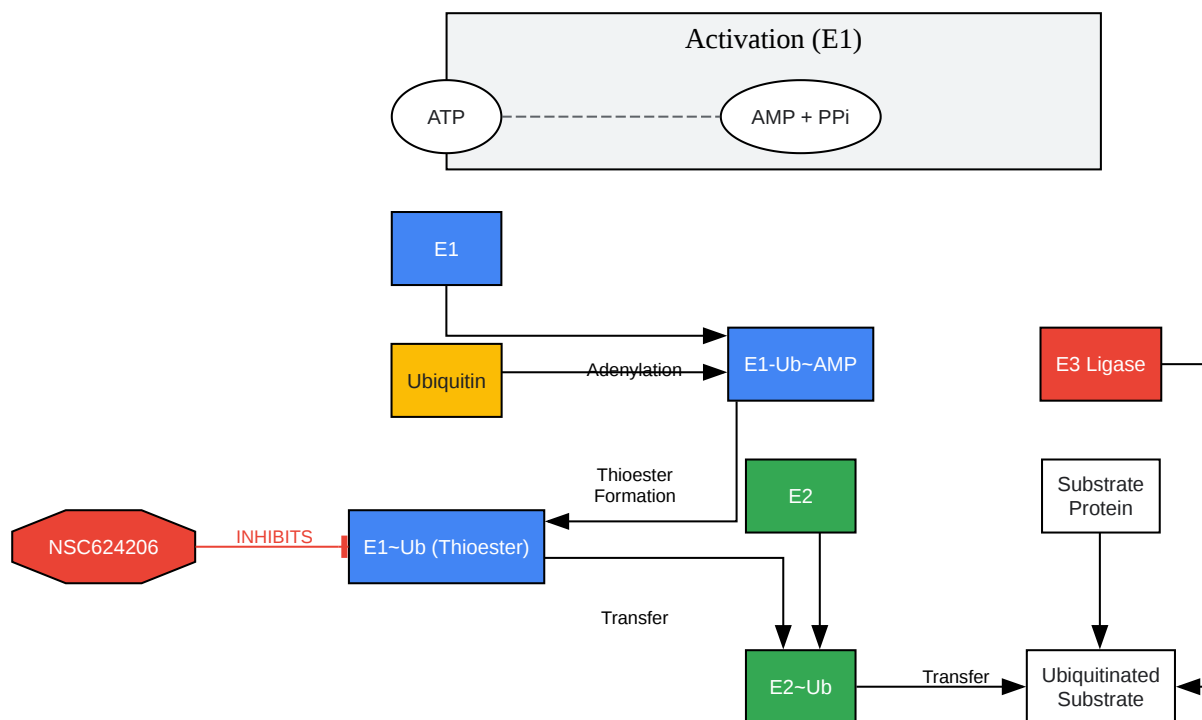 Activation (E1)
ATP
AMP + PPi
E1
Ubiquitin
Adenylation
E1-Ub~AMP
E3 Ligase
Thioester
Formation
E2
Substrate
Protein
NSC624206
INHIBITS
E1~Ub (Thioester)
Transfer
E2~Ub
Transfer
Ubiquitinated
Substrate